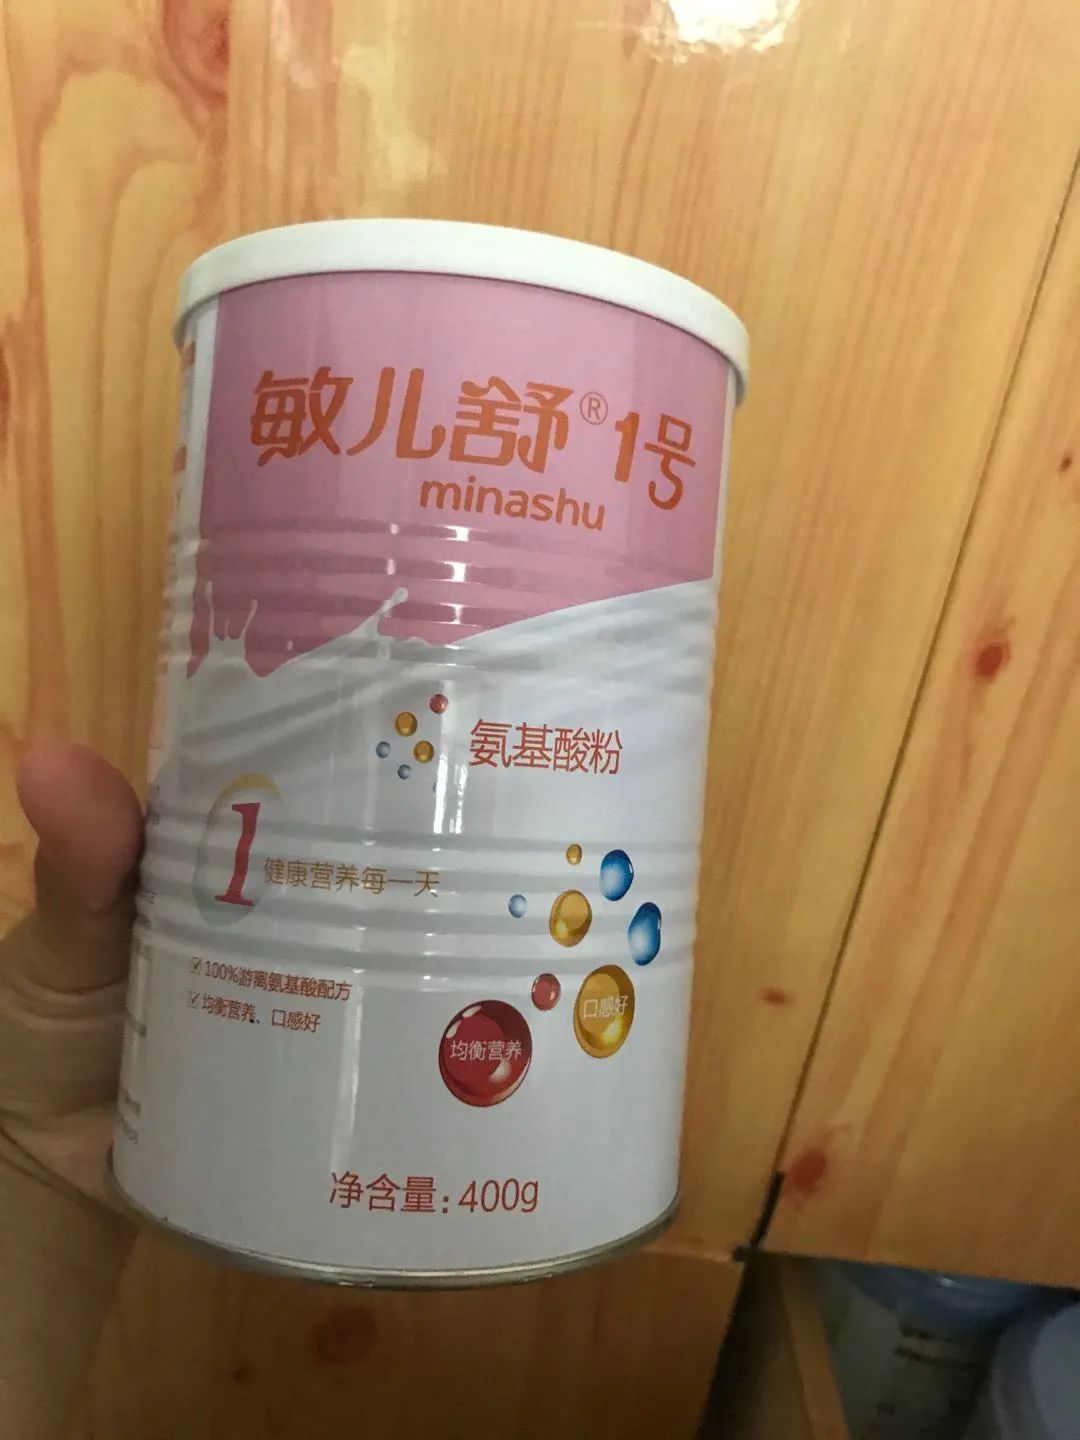 敏儿舒®1号
minashu
氨基酸粉
1 健康营养每一天
100%游离氨基酸配方
均衡营养、口感好
口感好
均衡营养
净含量:400g